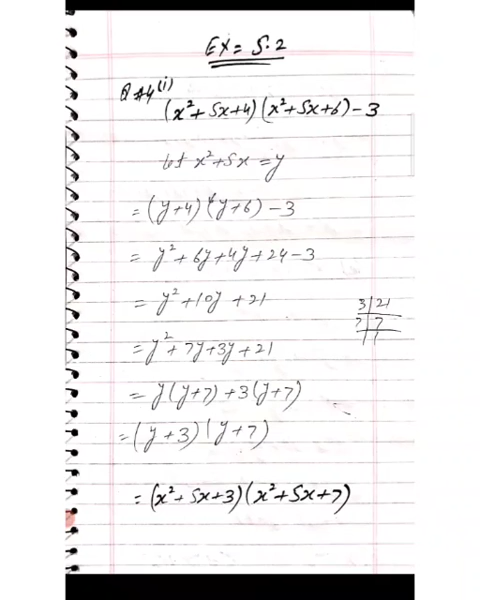 EX = 5.2
Q #4 (i)
(x² + 5x + 4) (x² + 5x + 6) - 3
let x² + 5x = y
= (y + 4) (y + 6) - 3
= y² + 6y + 4y + 24 - 3
= y² + 10y + 21
3 | 21
7 | 7
= y² + 7y + 3y + 21
= y(y + 7) + 3(y + 7)
= (y + 3) (y + 7)
= (x² + 5x + 3) (x² + 5x + 7)